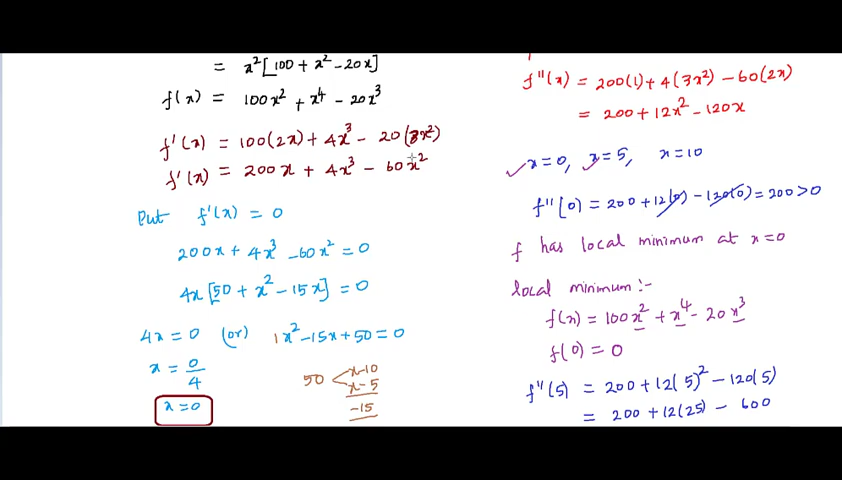 = x²[100 + x² - 20x]
f(x) = 100x² + x⁴ - 20x³
f'(x) = 100(2x) + 4x³ - 20(3x²)
f'(x) = 200x + 4x³ - 60x²
Put f'(x) = 0
200x + 4x³ - 60x² = 0
4x[50 + x² - 15x] = 0
4x = 0 (or) 1x² - 15x + 50 = 0
x = 0/4
x = 0
50 < x-10
x-5
-15
f''(x) = 200(1) + 4(3x²) - 60(2x)
= 200 + 12x² - 120x
✓ x = 0, ✓ x = 5, x = 10
f''(0) = 200 + 12(0) - 120(0) = 200 > 0
f has local minimum at x = 0
local minimum :-
f(x) = 100x² + x⁴ - 20x³
f(0) = 0
f''(5) = 200 + 12(5)² - 120(5)
= 200 + 12(25) - 600